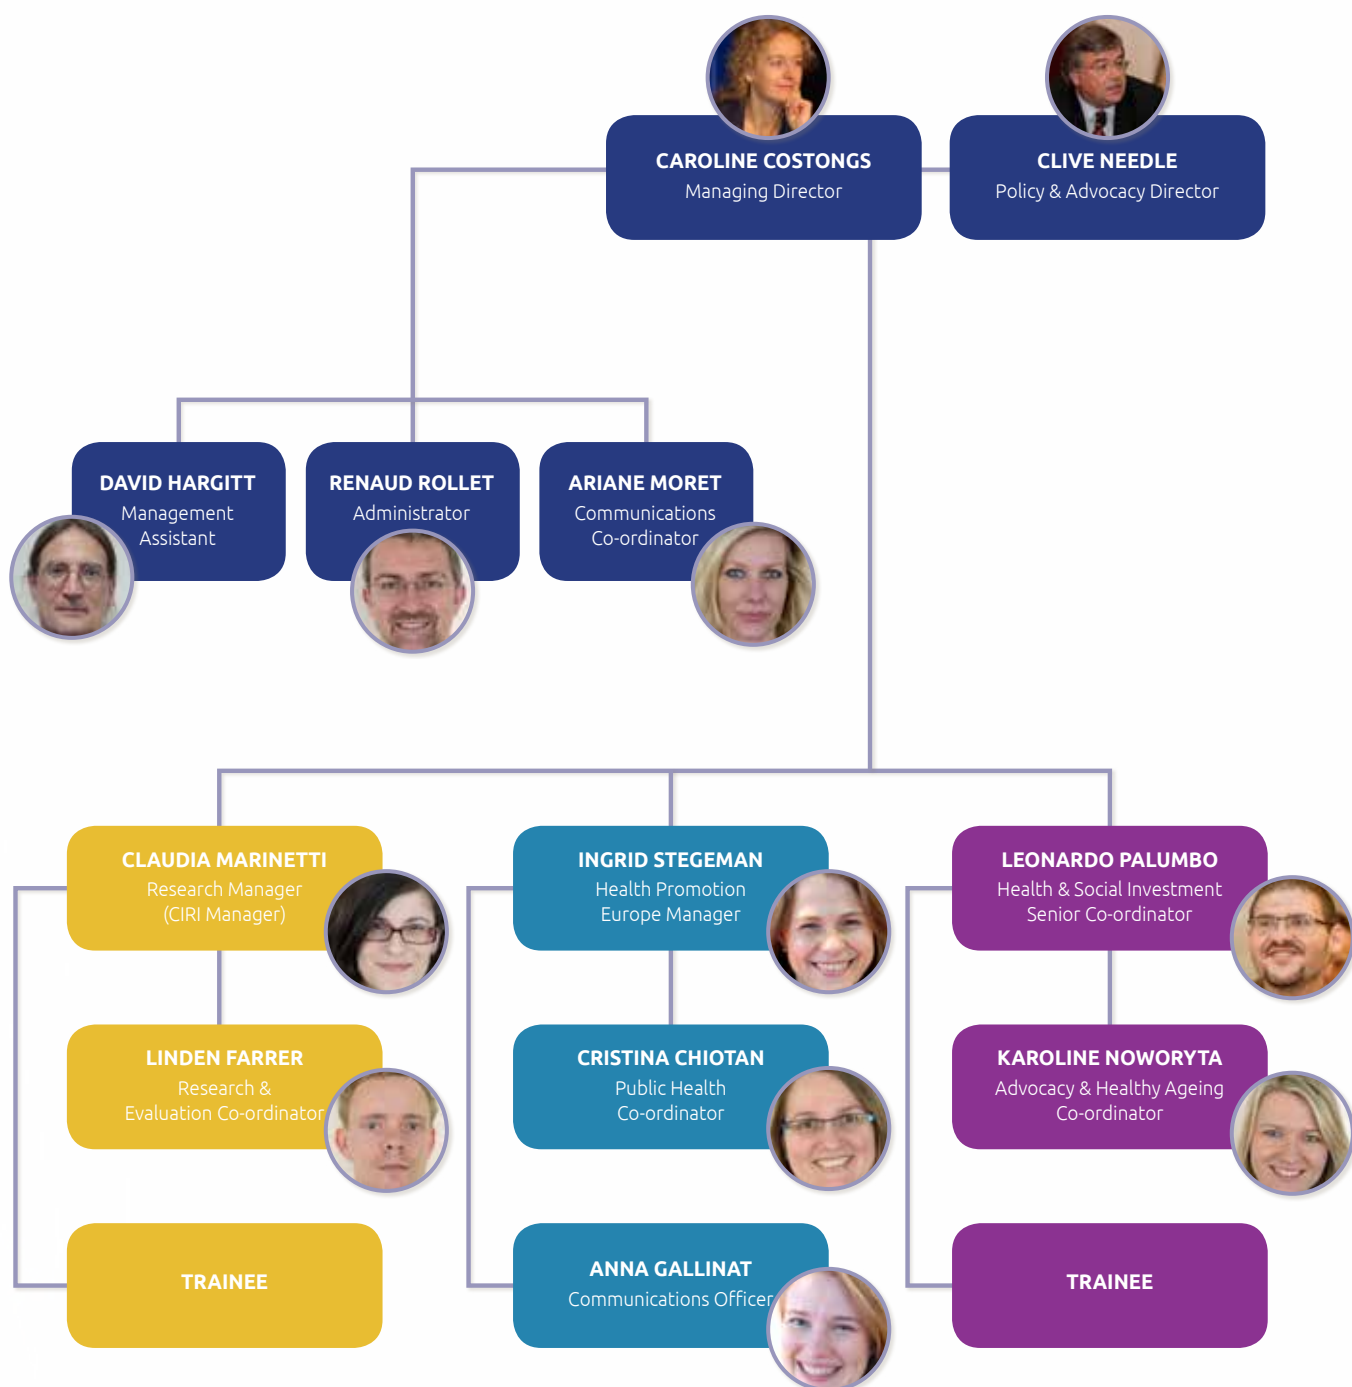 CAROLINE COSTONGS
Managing Director
CLIVE NEEDLE
Policy & Advocacy Director
DAVID HARGITT
Management
Assistant
RENAUD ROLLET
Administrator
ARIANE MORET
Communications
Co-ordinator
CLAUDIA MARINETTI
Research Manager
(CIRI Manager)
INGRID STEGEMAN
Health Promotion
Europe Manager
LEONARDO PALUMBO
Health & Social Investment
Senior Co-ordinator
LINDEN FARRER
Research &
Evaluation Co-ordinator
CRISTINA CHIOTAN
Public Health
Co-ordinator
KAROLINE NOWORYTA
Advocacy & Healthy Ageing
Co-ordinator
TRAINEE
ANNA GALLINAT
Communications Officer
TRAINEE